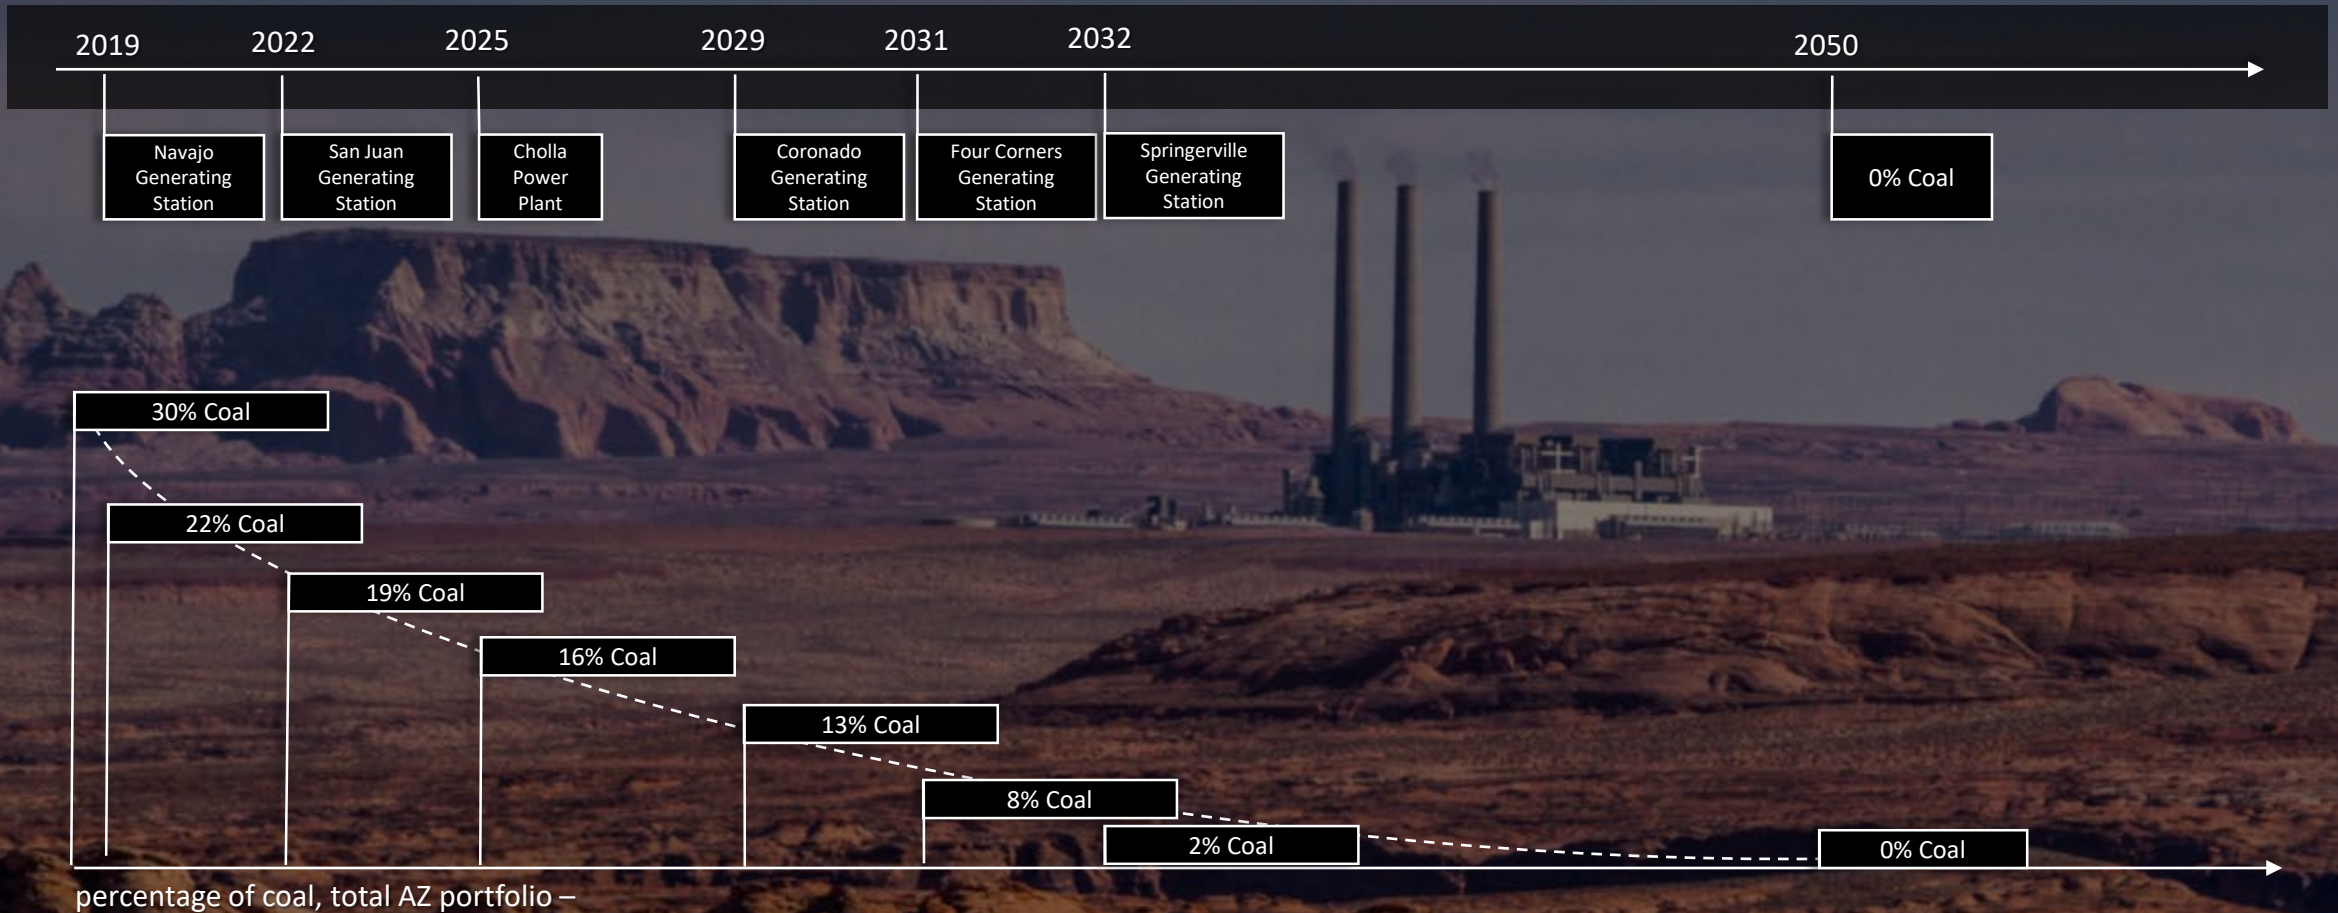 2019
2022
2025
2029
2031
2032
2050
Navajo
Generating
Station
San Juan
Generating
Station
Cholla
Power
Plant
Coronado
Generating
Station
Four Corners
Generating
Station
Springerville
Generating
Station
0% Coal
30% Coal
22% Coal
19% Coal
16% Coal
13% Coal
8% Coal
2% Coal
0% Coal
percentage of coal, total AZ portfolio –